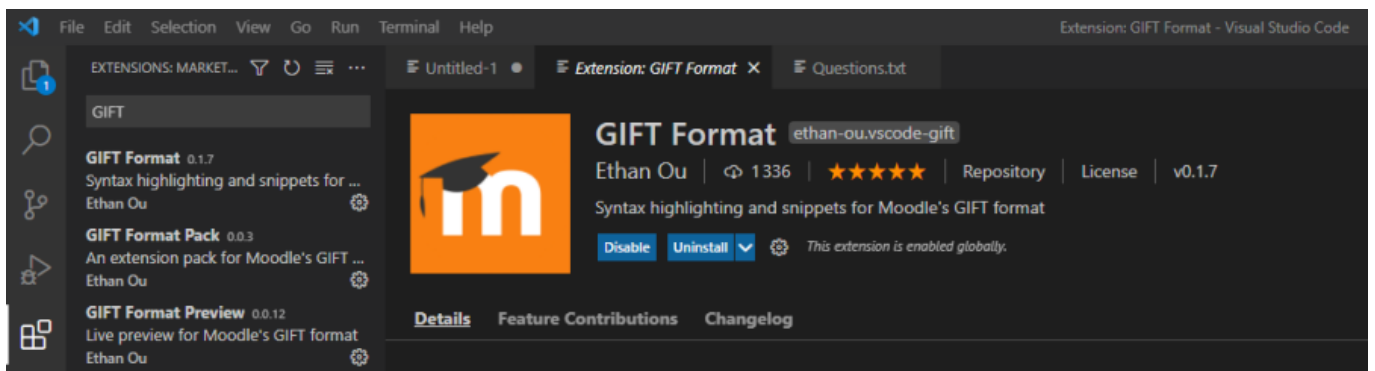 File Edit Selection View Go Run Terminal Help
Extension: GIFT Format - Visual Studio Code
EXTENSIONS: MARKET...
GIFT
GIFT Format 0.1.7
Syntax highlighting and snippets for ...
Ethan Ou
GIFT Format Pack 0.0.3
An extension pack for Moodle's GIFT ...
Ethan Ou
GIFT Format Preview 0.0.12
Live preview for Moodle's GIFT format
Ethan Ou
1
Untitled-1
Extension: GIFT Format
Questions.txt
m
GIFT Format ethan-ou.vscode-gift
Ethan Ou 1336 Repository License v0.1.7
Syntax highlighting and snippets for Moodle's GIFT format
Disable Uninstall This extension is enabled globally.
Details Feature Contributions Changelog